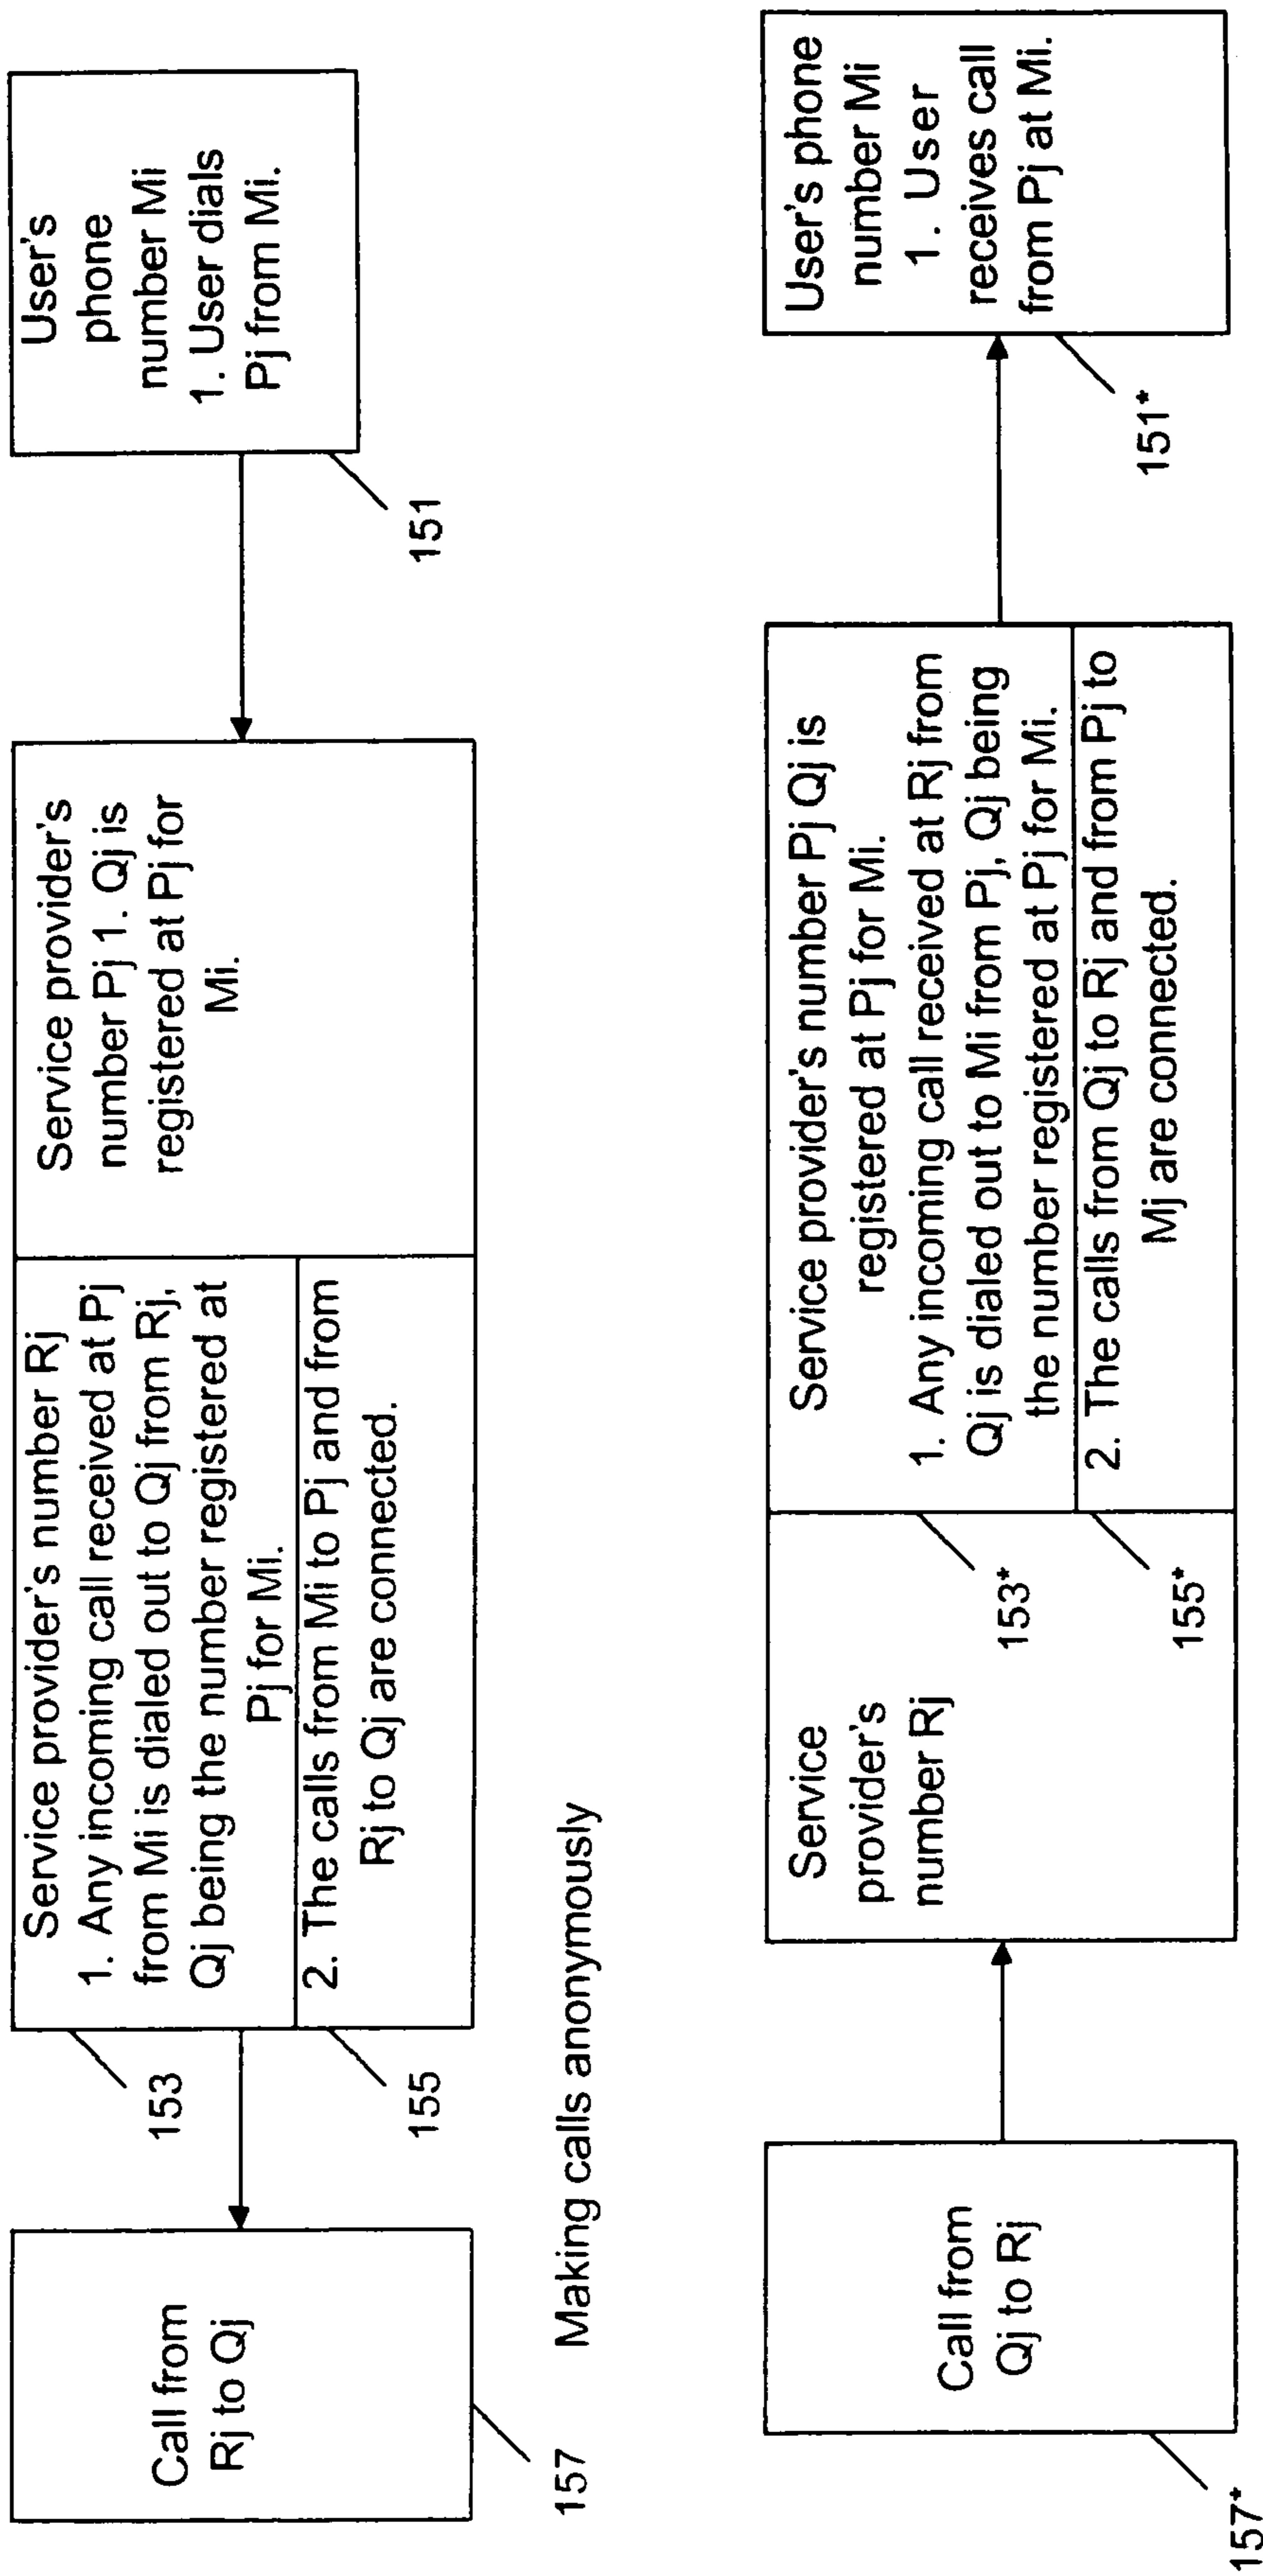 Call from
Rj to Qj
157
Service provider's number Rj
1. Any incoming call received at Pj
from Mi is dialed out to Qj from Rj,
Qj being the number registered at
Pj for Mi.
2. The calls from Mi to Pj and from
Rj to Qj are connected.
153
155
Service provider's
number Pj 1. Qj is
registered at Pj for
Mi.
User's
phone
number Mi
1. User dials
Pj from Mi.
151
Making calls anonymously
Call from
Qj to Rj
157*
Service
provider's
number Rj
Service provider's number Pj Qj is
registered at Pj for Mi.
1. Any incoming call received at Rj from
Qj is dialed out to Mi from Pj, Qj being
the number registered at Pj for Mi.
2. The calls from Qj to Rj and from Pj to
Mj are connected.
153*
155*
User's phone
number Mi
1. User
receives call
from Pj at Mi.
151*